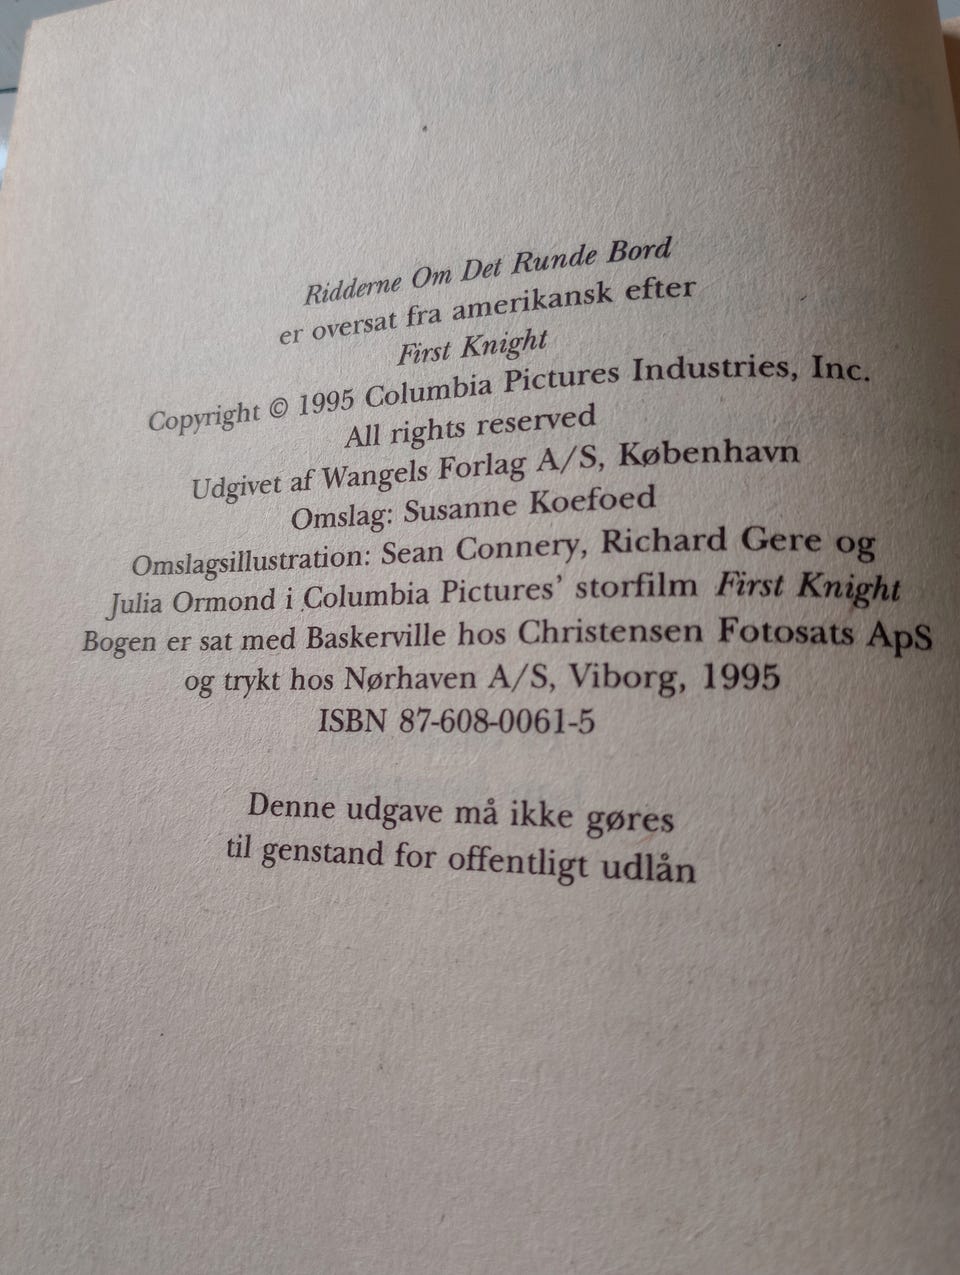 Ridderne Om Det Runde Bord
er oversat fra amerikansk efter
First Knight
Copyright © 1995 Columbia Pictures Industries, Inc.
All rights reserved
Udgivet af Wangels Forlag A/S, København
Omslag: Susanne Koefoed
Omslagsillustration: Sean Connery, Richard Gere og
Julia Ormond i Columbia Pictures’ storfilm First Knight
Bogen er sat med Baskerville hos Christensen Fotosats ApS
og trykt hos Nørhaven A/S, Viborg, 1995
ISBN 87-608-0061-5
Denne udgave må ikke gøres
til genstand for offentligt udlån